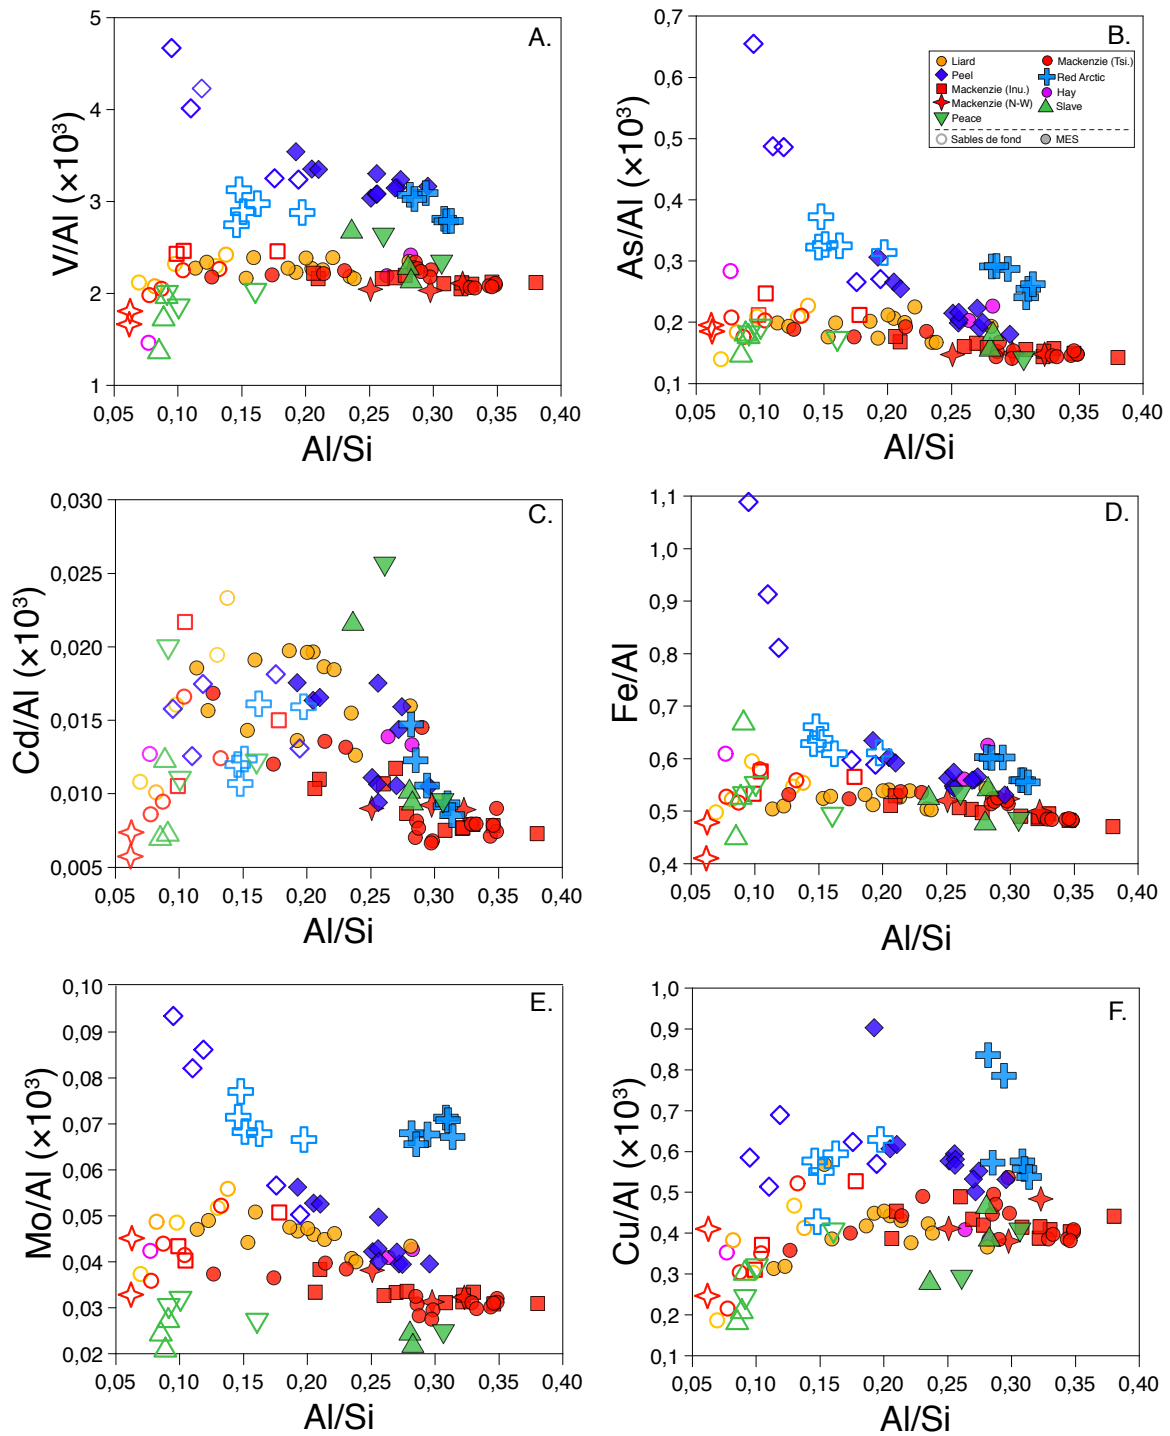 A.
5
4
3
2
1
V/Al (×10³)
0,05 0,10 0,15 0,20 0,25 0,30 0,35 0,40
Al/Si
B.
0,7
0,6
0,5
0,4
0,3
0,2
0,1
As/Al (×10³)
Liard
Peel
Mackenzie (Inu.)
Mackenzie (N-W)
Peace
Mackenzie (Tsi.)
Red Arctic
Hay
Slave
Sables de fond
MES
0,05 0,10 0,15 0,20 0,25 0,30 0,35 0,40
Al/Si
C.
0,030
0,025
0,020
0,015
0,010
0,005
Cd/Al (×10³)
0,05 0,10 0,15 0,20 0,25 0,30 0,35 0,40
Al/Si
D.
1,1
1,0
0,9
0,8
0,7
0,6
0,5
0,4
Fe/Al
0,05 0,10 0,15 0,20 0,25 0,30 0,35 0,40
Al/Si
E.
0,10
0,09
0,08
0,07
0,06
0,05
0,04
0,03
0,02
Mo/Al (×10³)
0,05 0,10 0,15 0,20 0,25 0,30 0,35 0,40
Al/Si
F.
1,0
0,9
0,8
0,7
0,6
0,5
0,4
0,3
0,2
0,1
Cu/Al (×10³)
0,05 0,10 0,15 0,20 0,25 0,30 0,35 0,40
Al/Si